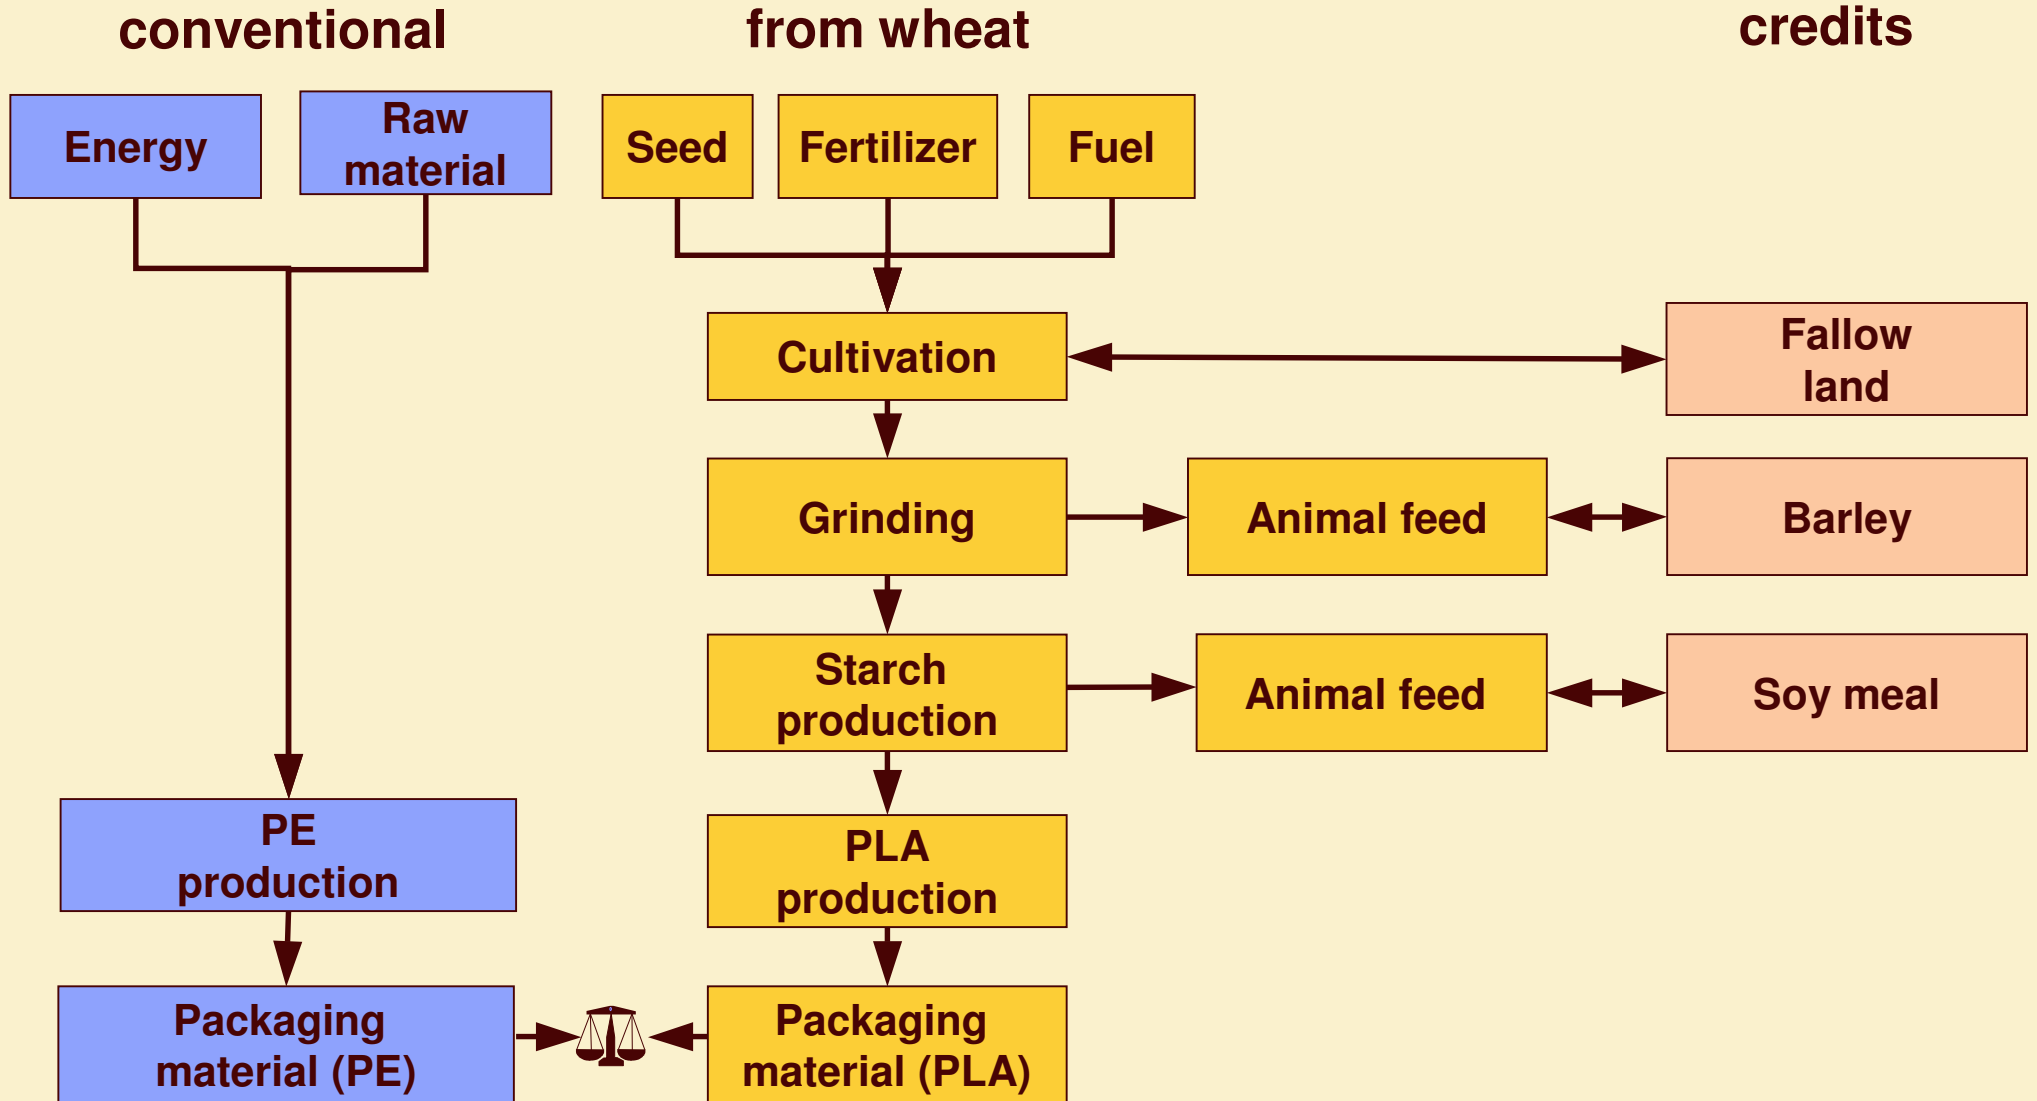 conventional
from wheat
credits
Energy
Raw
material
Seed
Fertilizer
Fuel
Cultivation
Fallow
land
Grinding
Animal feed
Barley
Starch
production
Animal feed
Soy meal
PE
production
PLA
production
Packaging
material (PE)
Packaging
material (PLA)